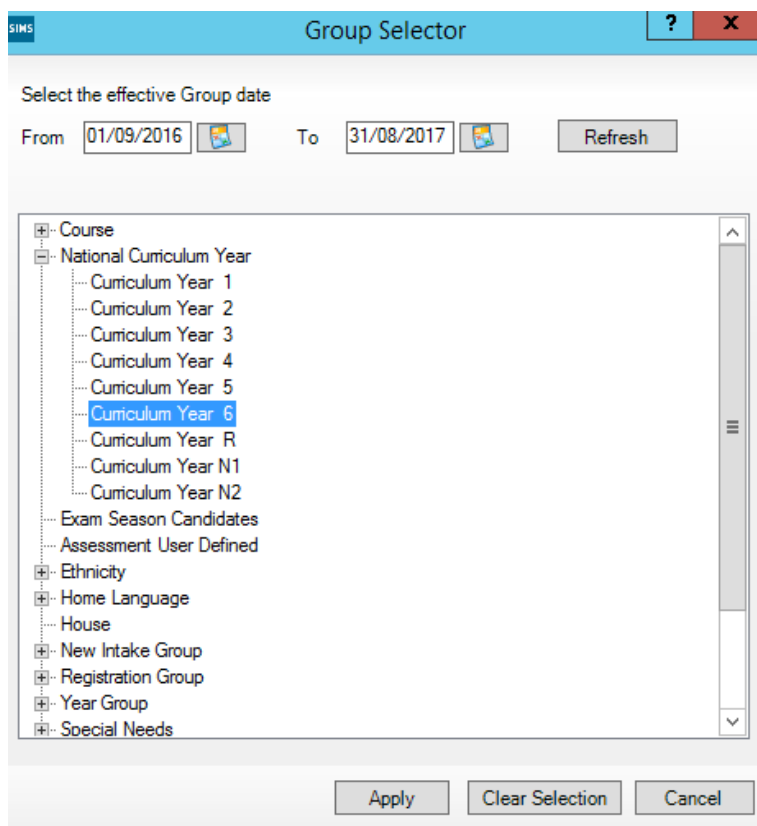 SIMS Group Selector ? X
Select the effective Group date
From 01/09/2016 To 31/08/2017 Refresh
Course
National Curriculum Year
Curriculum Year 1
Curriculum Year 2
Curriculum Year 3
Curriculum Year 4
Curriculum Year 5
Curriculum Year 6
Curriculum Year R
Curriculum Year N1
Curriculum Year N2
Exam Season Candidates
Assessment User Defined
Ethnicity
Home Language
House
New Intake Group
Registration Group
Year Group
Special Needs
Apply Clear Selection Cancel